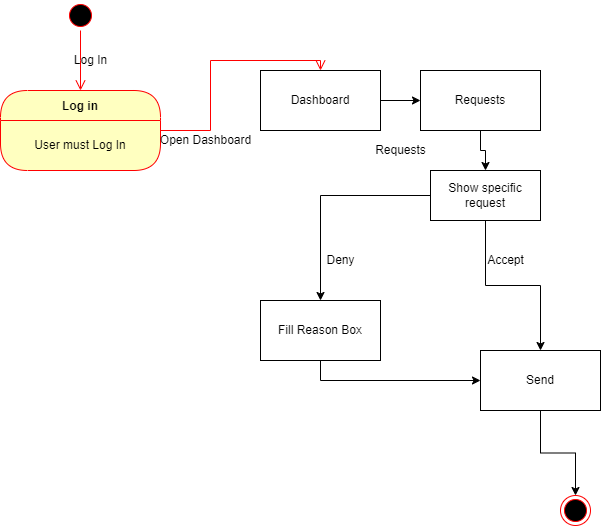 Log In
Log in
User must Log In
Open Dashboard
Dashboard
Requests
Requests
Show specific
request
Deny
Accept
Fill Reason Box
Send